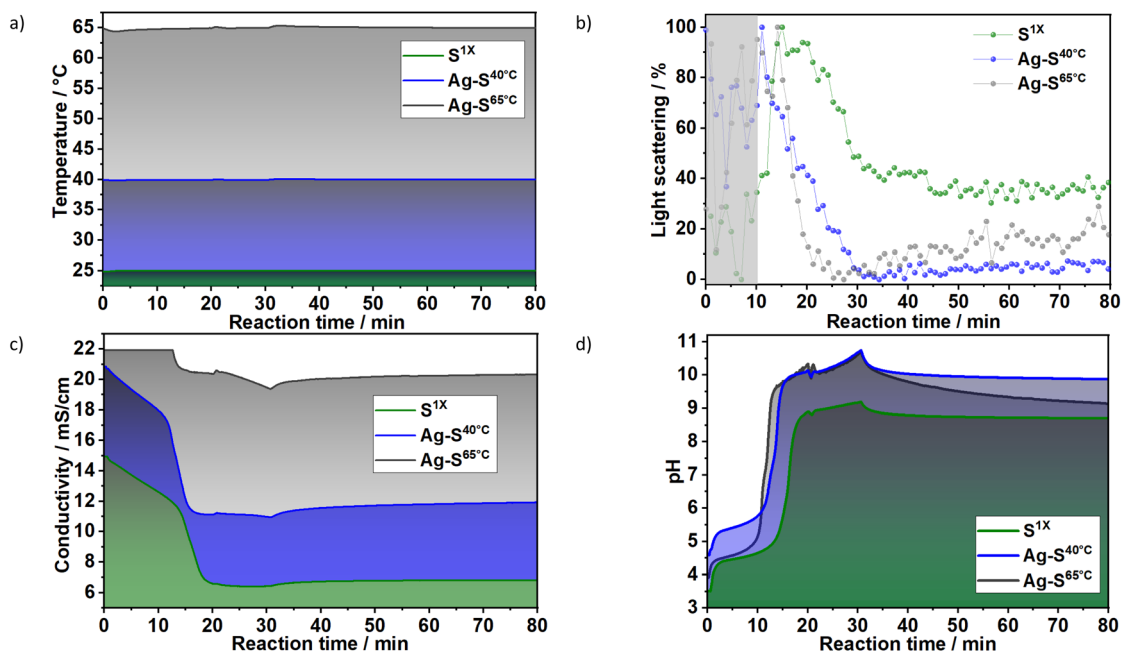 a)
Temperature / °C
65
60
55
50
45
40
35
30
25
S1X
Ag-S40°C
Ag-S65°C
0 10 20 30 40 50 60 70 80
Reaction time / min
b)
Light scattering / %
100
80
60
40
20
0
S1X
Ag-S40°C
Ag-S65°C
0 10 20 30 40 50 60 70 80
Reaction time / min
c)
Conductivity / mS/cm
22
20
18
16
14
12
10
8
6
S1X
Ag-S40°C
Ag-S65°C
0 10 20 30 40 50 60 70 80
Reaction time / min
d)
pH
11
10
9
8
7
6
5
4
3
S1X
Ag-S40°C
Ag-S65°C
0 10 20 30 40 50 60 70 80
Reaction time / min